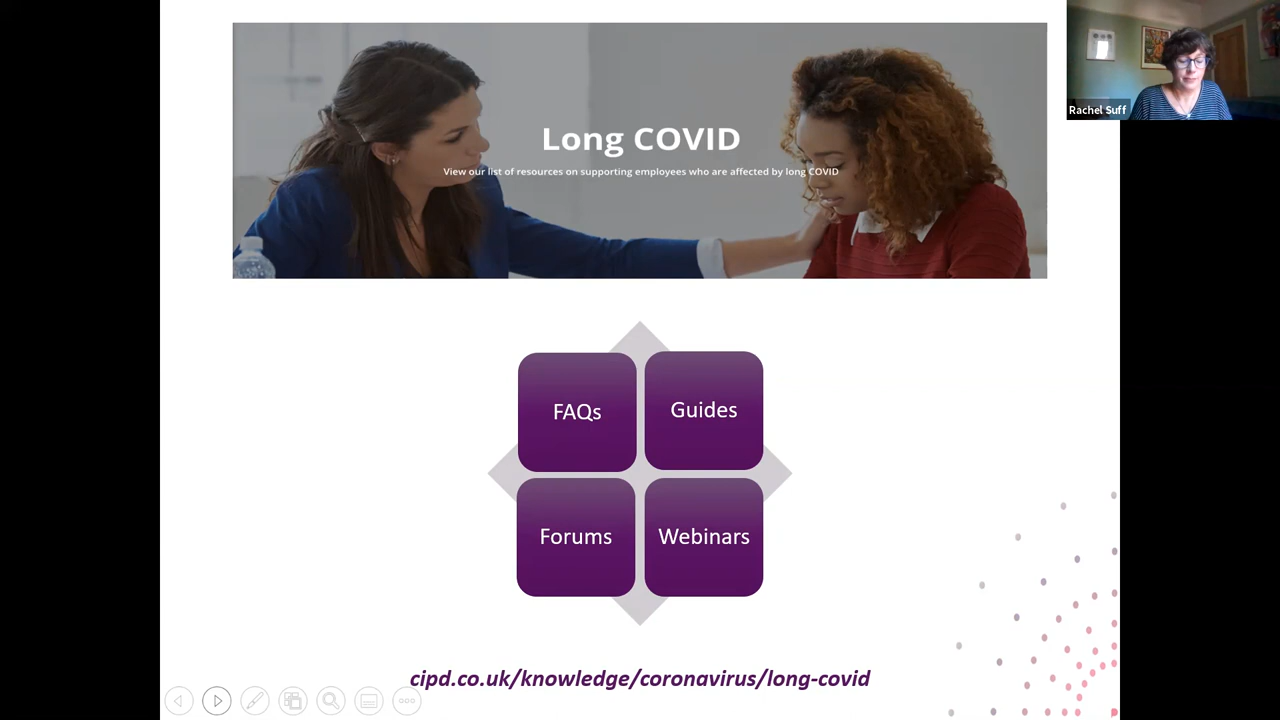 Long COVID
View our list of resources on supporting employees who are affected by long COVID
Rachel Suff
FAQs
Guides
Forums
Webinars
cipd.co.uk/knowledge/coronavirus/long-covid